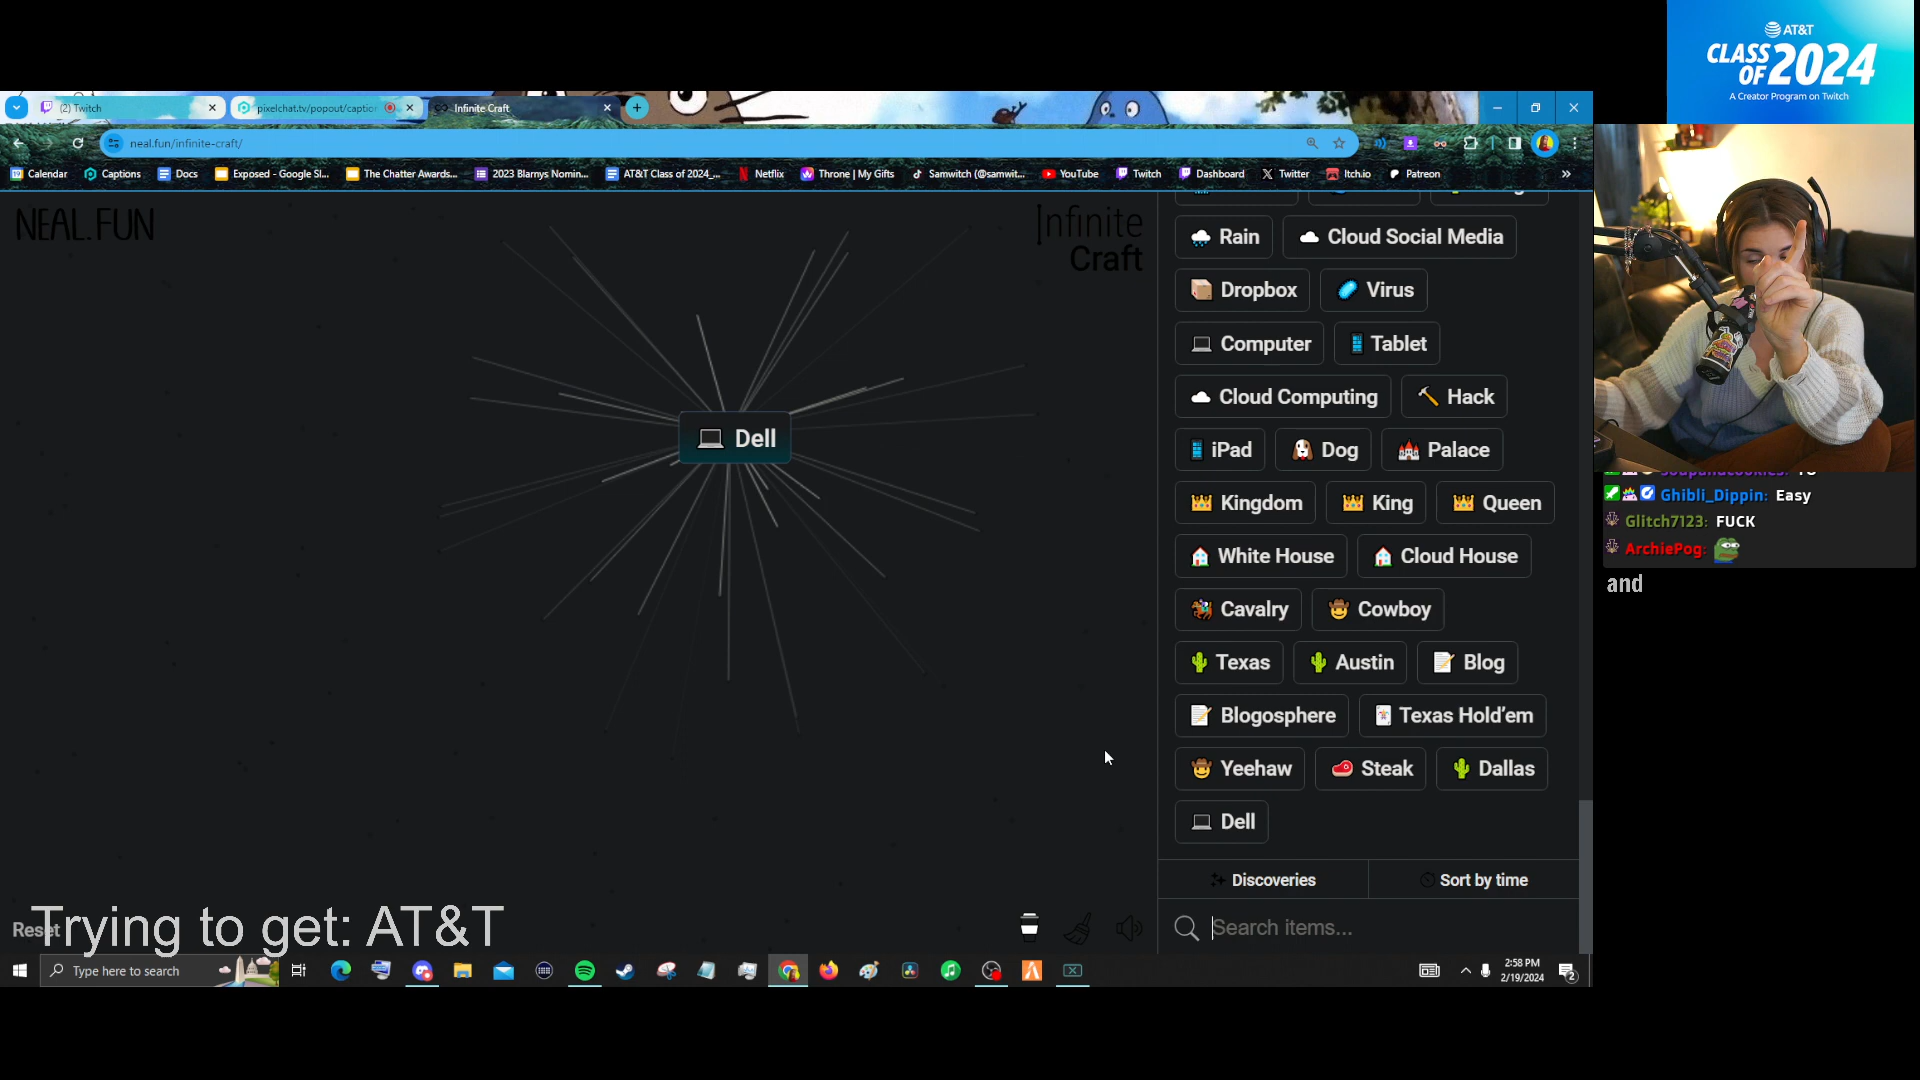 AT&T
CLASS
OF 2024
A Creator Program on Twitch
(2) Twitch
pixelchat.tv/popout/captio
Infinite Craft
neal.fun/infinite-craft/
Calendar
Captions
Docs
Exposed - Google Sl...
The Chatter Awards...
2023 Blarnys Nomin...
AT&T Class of 2024_...
Netflix
Throne | My Gifts
Samwitch (@samwit...
YouTube
Twitch
Dashboard
Twitter
Itch.io
Patreon
NEAL.FUN
Infinite
Craft
Rain
Cloud Social Media
Dropbox
Virus
Computer
Tablet
Cloud Computing
Hack
iPad
Dog
Palace
Kingdom
King
Queen
White House
Cloud House
Cavalry
Cowboy
Texas
Austin
Blog
Blogosphere
Texas Hold’em
Yeehaw
Steak
Dallas
Dell
Dell
Discoveries
Sort by time
Search items...
Ghibli_Dippin: Easy
Glitch7123: FUCK
ArchiePog:
and
Reset
Trying to get: AT&T
Type here to search
2:58 PM
2/19/2024
2